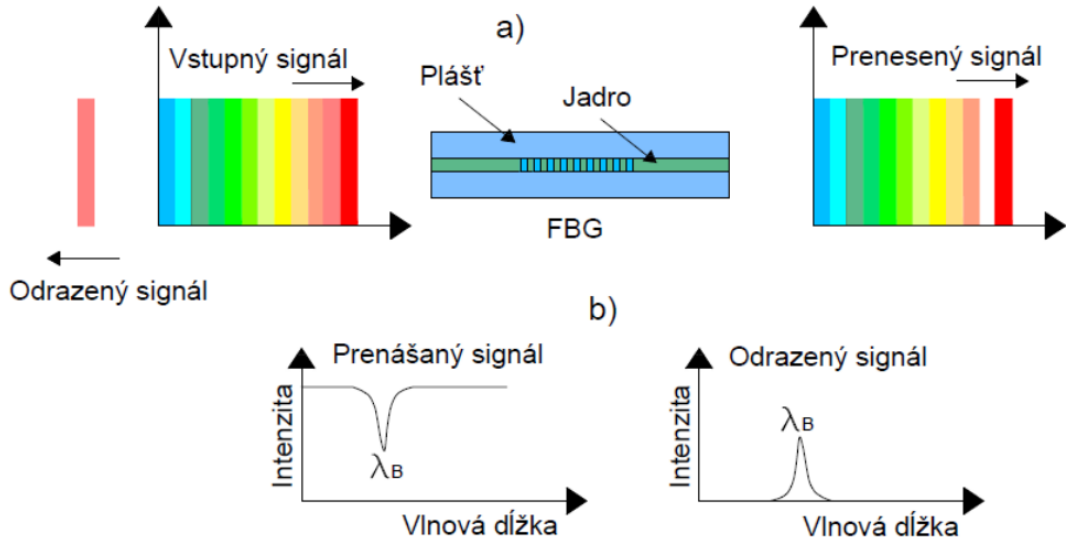 a)
Vstupný signál
Plášť
Jadro
FBG
Prenesený signál
Odrazený signál
b)
Prenášaný signál
Intenzita
λB
Vlnová dĺžka
Odrazený signál
Intenzita
λB
Vlnová dĺžka